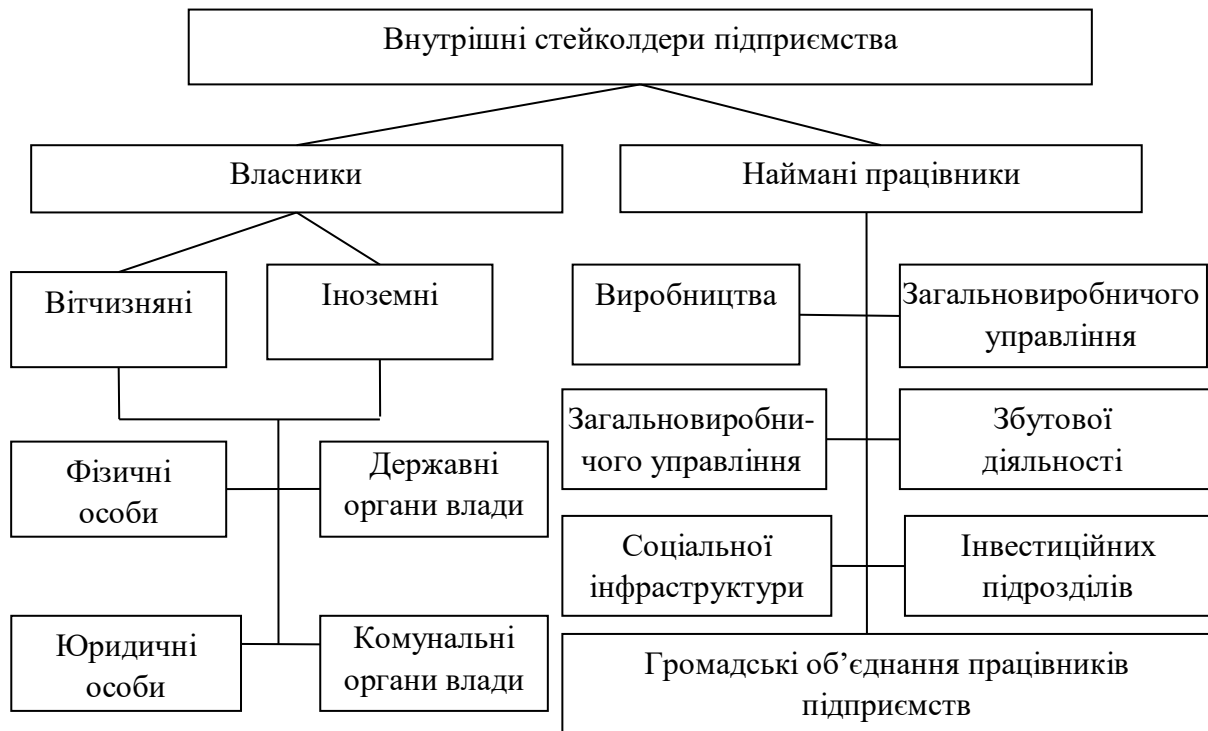 Внутрішні стейколдери підприємства
Власники
Наймані працівники
Вітчизняні
Іноземні
Виробництва
Загальновиробничого
управління
Загальновиробни-
чого управління
Збутової
діяльності
Фізичні
особи
Державні
органи влади
Соціальної
інфраструктури
Інвестиційних
підрозділів
Юридичні
особи
Комунальні
органи влади
Громадські об’єднання працівників
підприємств